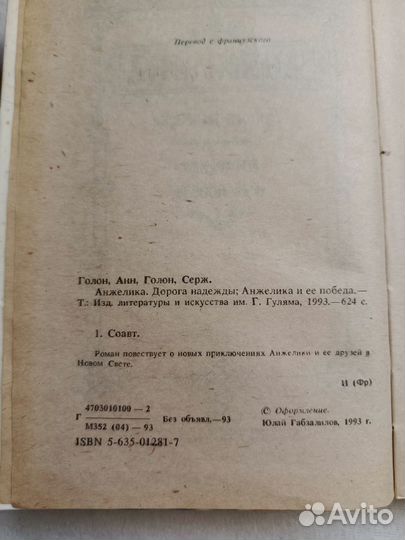 Перевод с французского
Голон, Анн, Голон, Серж.
Анжелика. Дорога надежды; Анжелика и ее победа.—
Т.: Изд. литературы и искусства им. Г. Гуляма, 1993.—624 с.
1. Соавт.
Роман повествует о новых приключениях Анжелики и ее друзей в
Новом Свете.
И (Фр)
4703010100 — 2
Г Без объявл.—93
М352 (04) — 93
© Оформление.
Юлай Габзалилов, 1993 г.
ISBN 5-635-01281-7
Avito